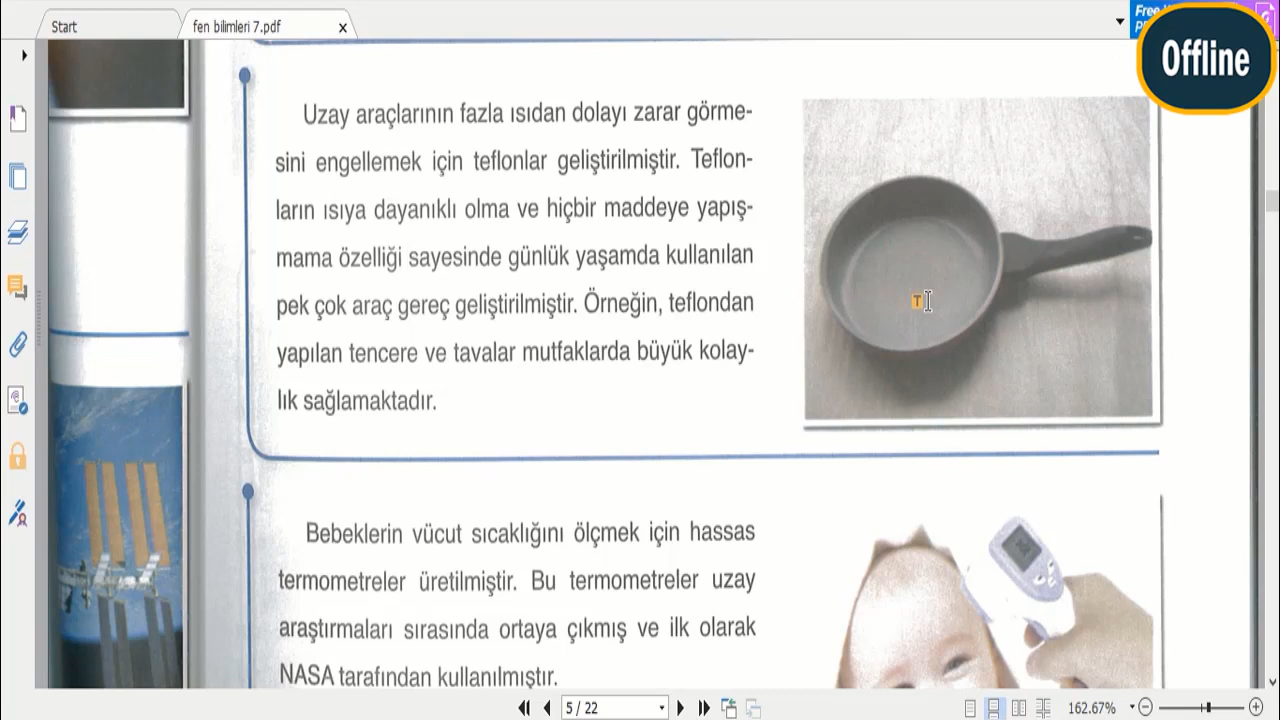 Start
fen bilimleri 7.pdf
Free
Offline
Uzay araçlarının fazla ısıdan dolayı zarar görme-
sini engellemek için teflonlar geliştirilmiştir. Teflon-
ların ısıya dayanıklı olma ve hiçbir maddeye yapış-
mama özelliği sayesinde günlük yaşamda kullanılan
pek çok araç gereç geliştirilmiştir. Örneğin, teflondan
yapılan tencere ve tavalar mutfaklarda büyük kolay-
lık sağlamaktadır.
T
Bebeklerin vücut sıcaklığını ölçmek için hassas
termometreler üretilmiştir. Bu termometreler uzay
araştırmaları sırasında ortaya çıkmış ve ilk olarak
NASA tarafından kullanılmıştır.
5 / 22
162.67%